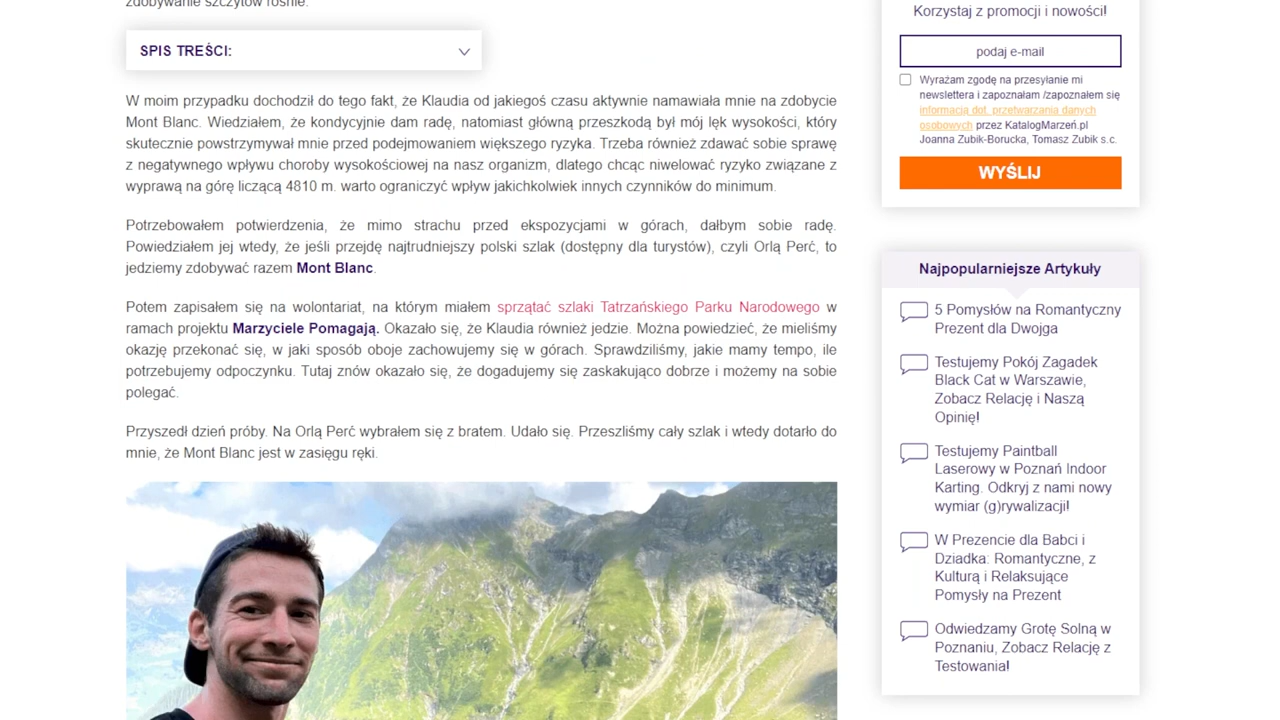 zdobywanie szczytów rośnie.
SPIS TREŚCI:
W moim przypadku dochodził do tego fakt, że Klaudia od jakiegoś czasu aktywnie namawiała mnie na zdobycie
Mont Blanc. Wiedziałem, że kondycyjnie dam radę, natomiast główną przeszkodą był mój lęk wysokości, który
skutecznie powstrzymywał mnie przed podejmowaniem większego ryzyka. Trzeba również zdawać sobie sprawę
z negatywnego wpływu choroby wysokościowej na nasz organizm, dlatego chcąc niwelować ryzyko związane z
wyprawą na górę liczącą 4810 m. warto ograniczyć wpływ jakichkolwiek innych czynników do minimum.
Potrzebowałem potwierdzenia, że mimo strachu przed ekspozycjami w górach, dałbym sobie radę.
Powiedziałem jej wtedy, że jeśli przejdę najtrudniejszy polski szlak (dostępny dla turystów), czyli Orlą Perć, to
jedziemy zdobywać razem Mont Blanc.
Potem zapisałem się na wolontariat, na którym miałem sprzątać szlaki Tatrzańskiego Parku Narodowego w
ramach projektu Marzyciele Pomagają. Okazało się, że Klaudia również jedzie. Można powiedzieć, że mieliśmy
okazję przekonać się, w jaki sposób oboje zachowujemy się w górach. Sprawdziliśmy, jakie mamy tempo, ile
potrzebujemy odpoczynku. Tutaj znów okazało się, że dogadujemy się zaskakująco dobrze i możemy na sobie
polegać.
Przyszedł dzień próby. Na Orlą Perć wybrałem się z bratem. Udało się. Przeszliśmy cały szlak i wtedy dotarło do
mnie, że Mont Blanc jest w zasięgu ręki.
Korzystaj z promocji i nowości!
podaj e-mail
Wyrażam zgodę na przesyłanie mi
newslettera i zapoznałam /zapoznałem się
informacją dot. przetwarzania danych
osobowych przez KatalogMarzeń.pl
Joanna Zubik-Borucka, Tomasz Zubik s.c.
WYŚLIJ
Najpopularniejsze Artykuły
5 Pomysłów na Romantyczny
Prezent dla Dwojga
Testujemy Pokój Zagadek
Black Cat w Warszawie,
Zobacz Relację i Naszą
Opinię!
Testujemy Paintball
Laserowy w Poznań Indoor
Karting. Odkryj z nami nowy
wymiar (g)rywalizacji!
W Prezencie dla Babci i
Dziadka: Romantyczne, z
Kulturą i Relaksujące
Pomysły na Prezent
Odwiedzamy Grotę Solną w
Poznaniu, Zobacz Relację z
Testowania!